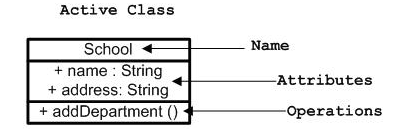 Active Class
School
Name
+ name : String
+ address: String
Attributes
+ addDepartment ()
Operations